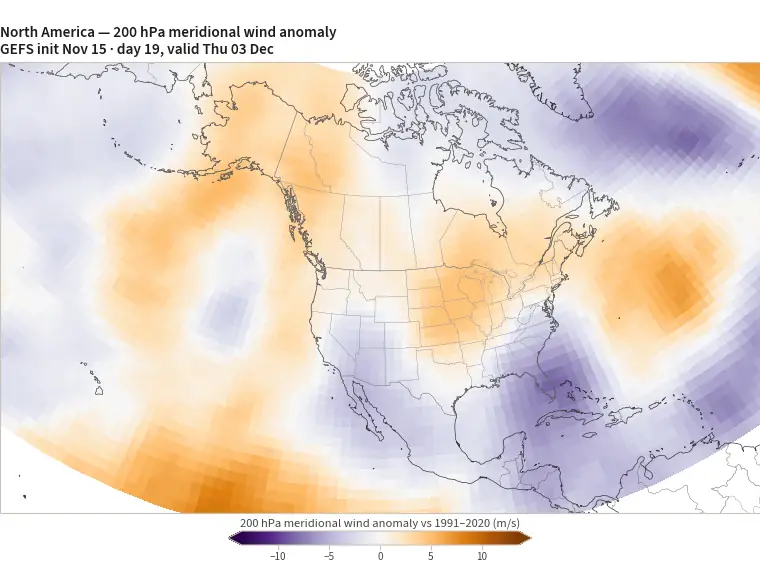 North America — 200 hPa meridional wind anomaly
GEFS init Nov 15 · day 19, valid Thu 03 Dec
200 hPa meridional wind anomaly vs 1991–2020 (m/s)
−10 −5 0 5 10